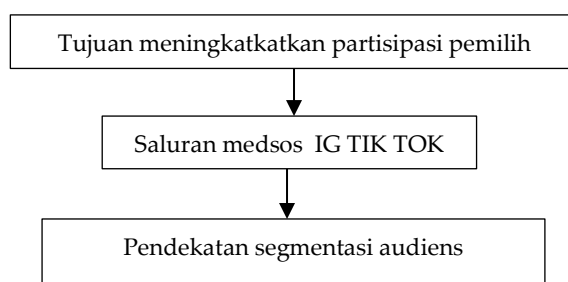 Tujuan meningkatkatkan partisipasi pemilih
Saluran medsos IG TIK TOK
Pendekatan segmentasi audiens